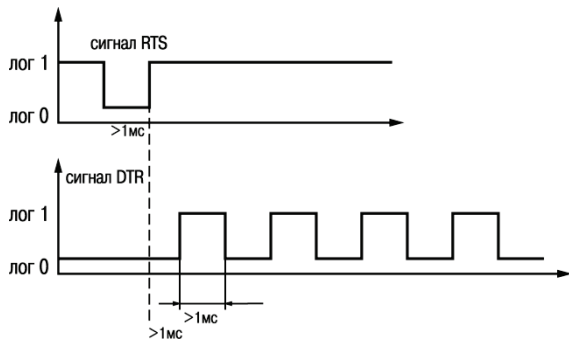 сигнал RTS
лог 1
лог 0
>1мс
сигнал DTR
лог 1
лог 0
>1мс
>1мс